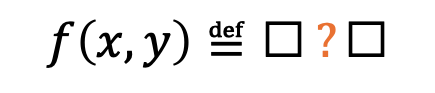 f(x, y) ≝ □ ? □